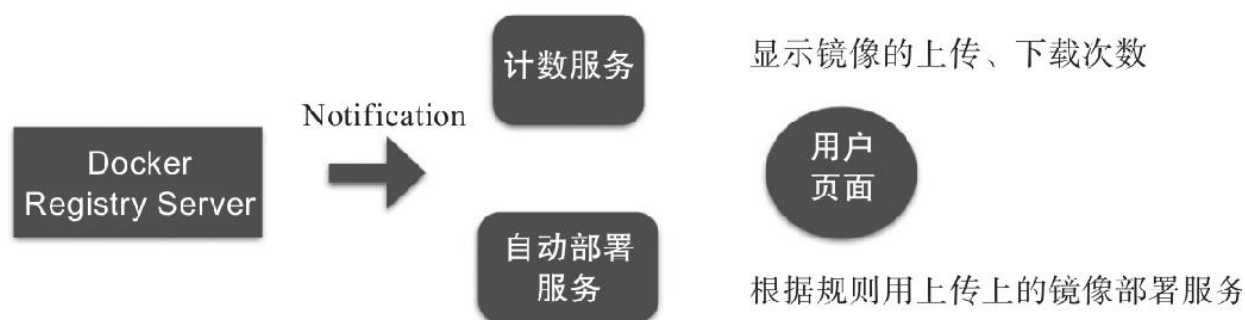 计数服务
显示镜像的上传、下载次数
Notification
Docker
Registry Server
用户
页面
自动部署
服务
根据规则用上传上的镜像部署服务